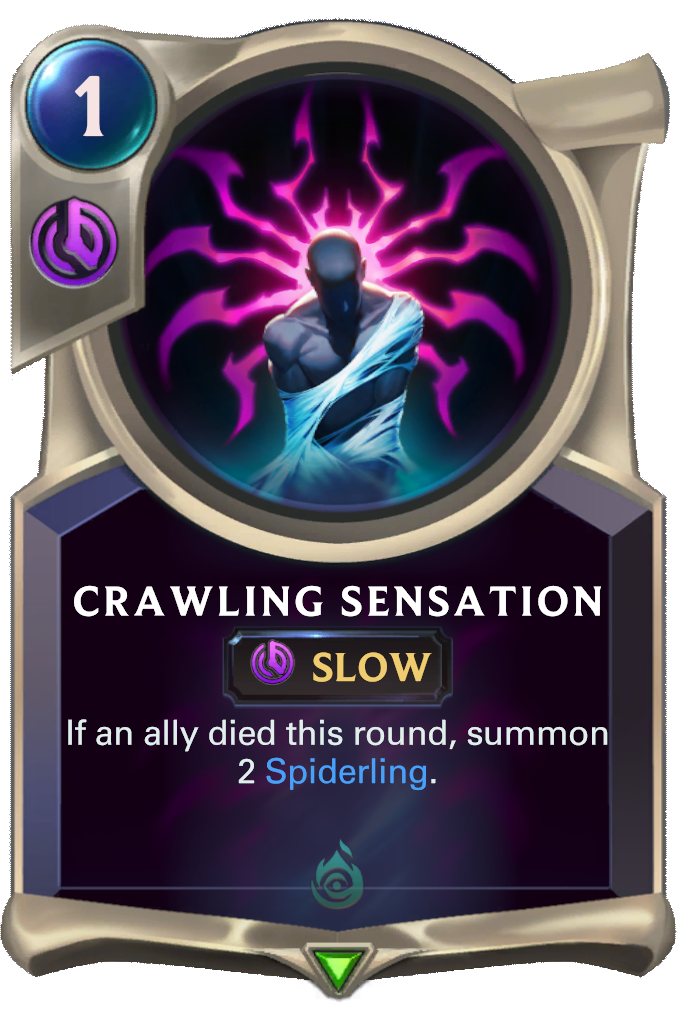 1
CRAWLING SENSATION
SLOW
If an ally died this round, summon
2 Spiderling.